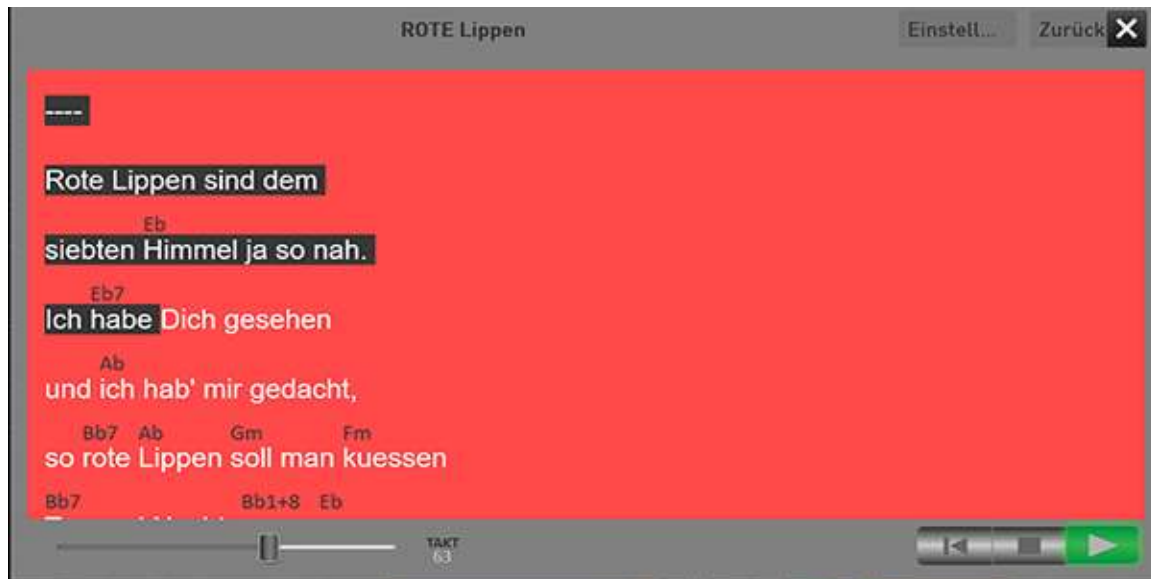 ROTE Lippen
Einstell...
Zurück
----
Rote Lippen sind dem
Eb
siebten Himmel ja so nah.
Eb7
Ich habe Dich gesehen
Ab
und ich hab' mir gedacht,
Bb7 Ab Gm Fm
so rote Lippen soll man kuessen
Bb7 Bb1+8 Eb
TAKT
63